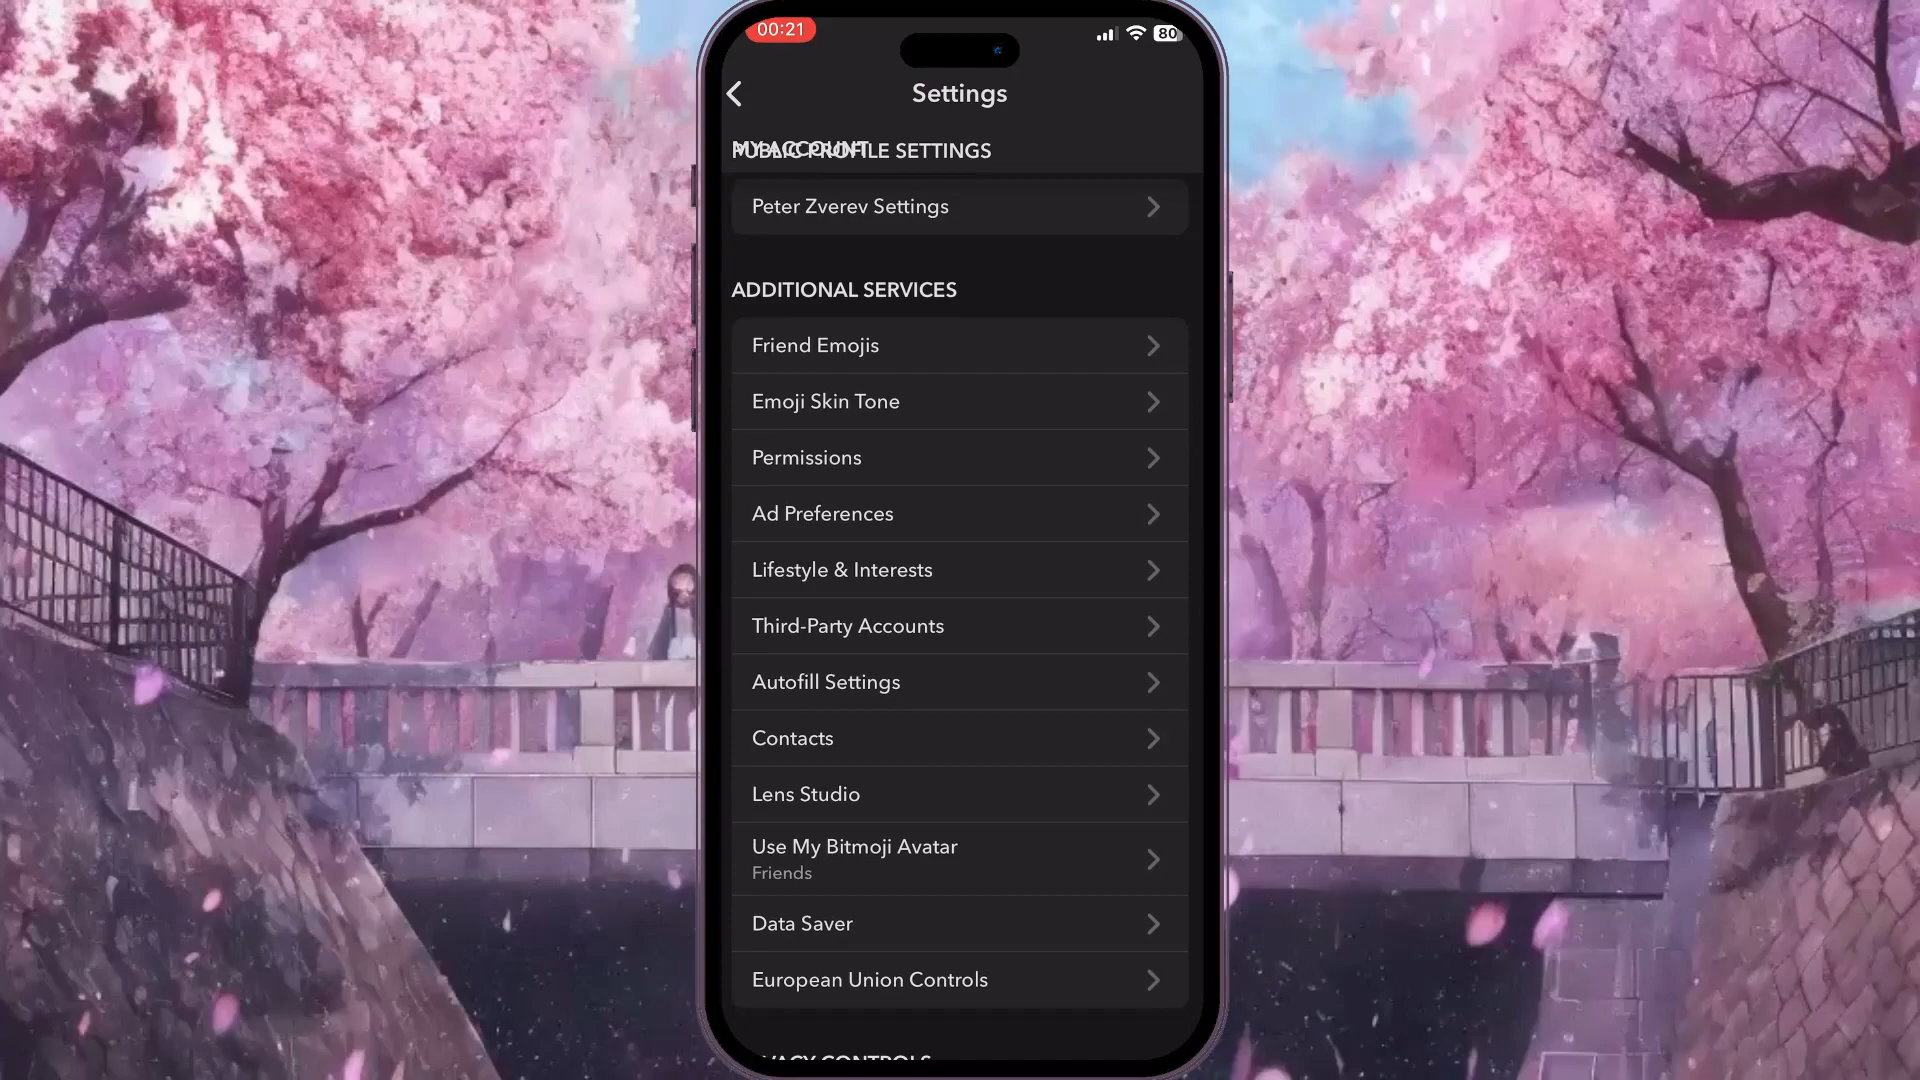 00:21
80
Settings
MY ACCOUNT
PUBLIC PROFILE SETTINGS
Peter Zverev Settings
ADDITIONAL SERVICES
Friend Emojis
Emoji Skin Tone
Permissions
Ad Preferences
Lifestyle & Interests
Third-Party Accounts
Autofill Settings
Contacts
Lens Studio
Use My Bitmoji Avatar
Friends
Data Saver
European Union Controls